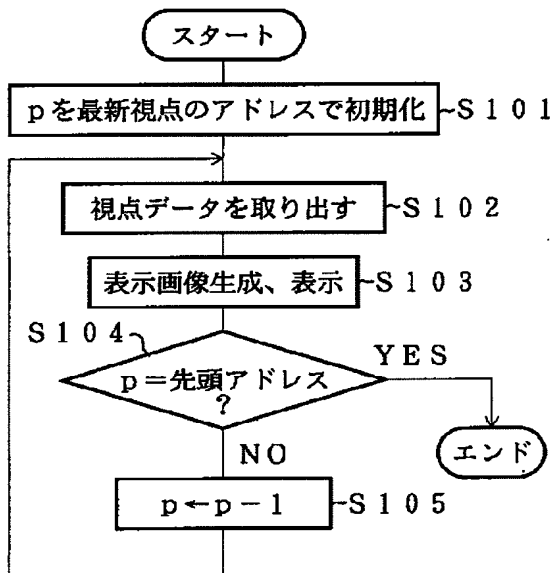 スタート
pを最新視点のアドレスで初期化 ~S101
視点データを取り出す ~S102
表示画像生成、表示 ~S103
S104
YES
p=先頭アドレス
?
エンド
NO
p←p-1 ~S105